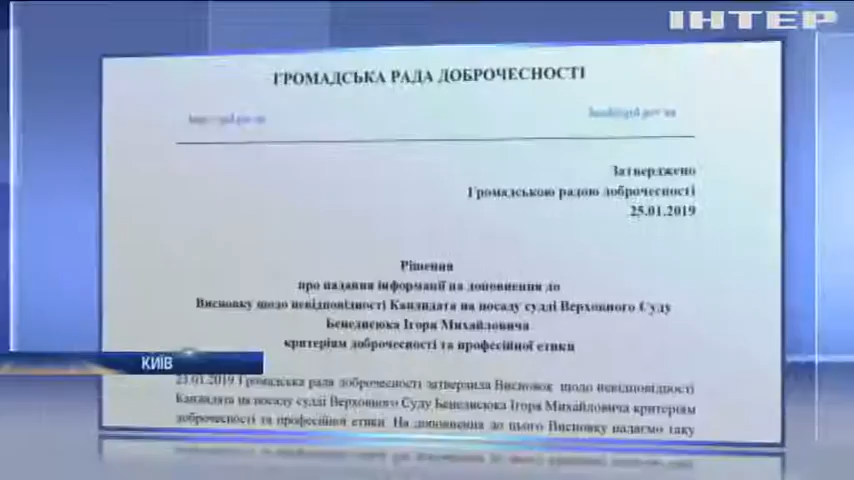 ІНТЕР
ГРОМАДСЬКА РАДА ДОБРОЧЕСНОСТІ
Затверджено
Громадською радою доброчесності
25.01.2019
Рішення
про надання інформації на доповнення до
Висновку щодо невідповідності Кандидата на посаду судді Верховного Суду
Бенедисюка Ігоря Михайловича
критеріям доброчесності та професійної етики
КИЇВ
23.01.2019 Громадська рада доброчесності затвердила Висновок щодо невідповідності
Кандидата на посаду судді Верховного Суду Бенедисюка Ігоря Михайловича критеріям
доброчесності та професійної етики. На доповнення до цього Висновку надаємо таку